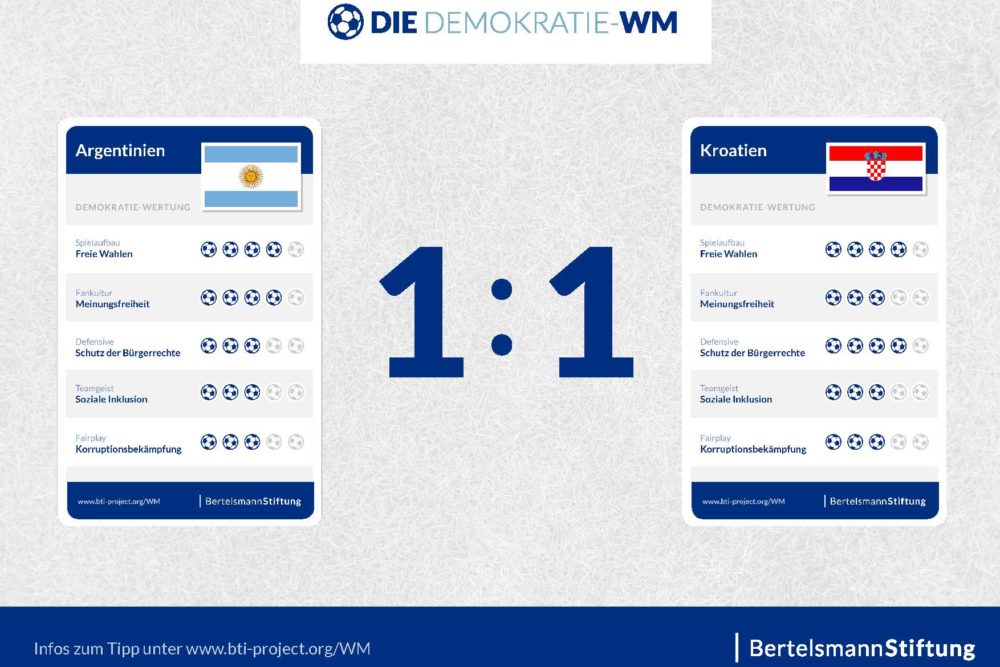 DIE DEMOKRATIE-WM
Argentinien
DEMOKRATIE-WERTUNG
Spielaufbau
Freie Wahlen
Fankultur
Meinungsfreiheit
Defensive
Schutz der Bürgerrechte
Teamgeist
Soziale Inklusion
Fairplay
Korruptionsbekämpfung
www.bti-project.org/WM
BertelsmannStiftung
1:1
Kroatien
DEMOKRATIE-WERTUNG
Spielaufbau
Freie Wahlen
Fankultur
Meinungsfreiheit
Defensive
Schutz der Bürgerrechte
Teamgeist
Soziale Inklusion
Fairplay
Korruptionsbekämpfung
www.bti-project.org/WM
BertelsmannStiftung
Infos zum Tipp unter www.bti-project.org/WM
BertelsmannStiftung